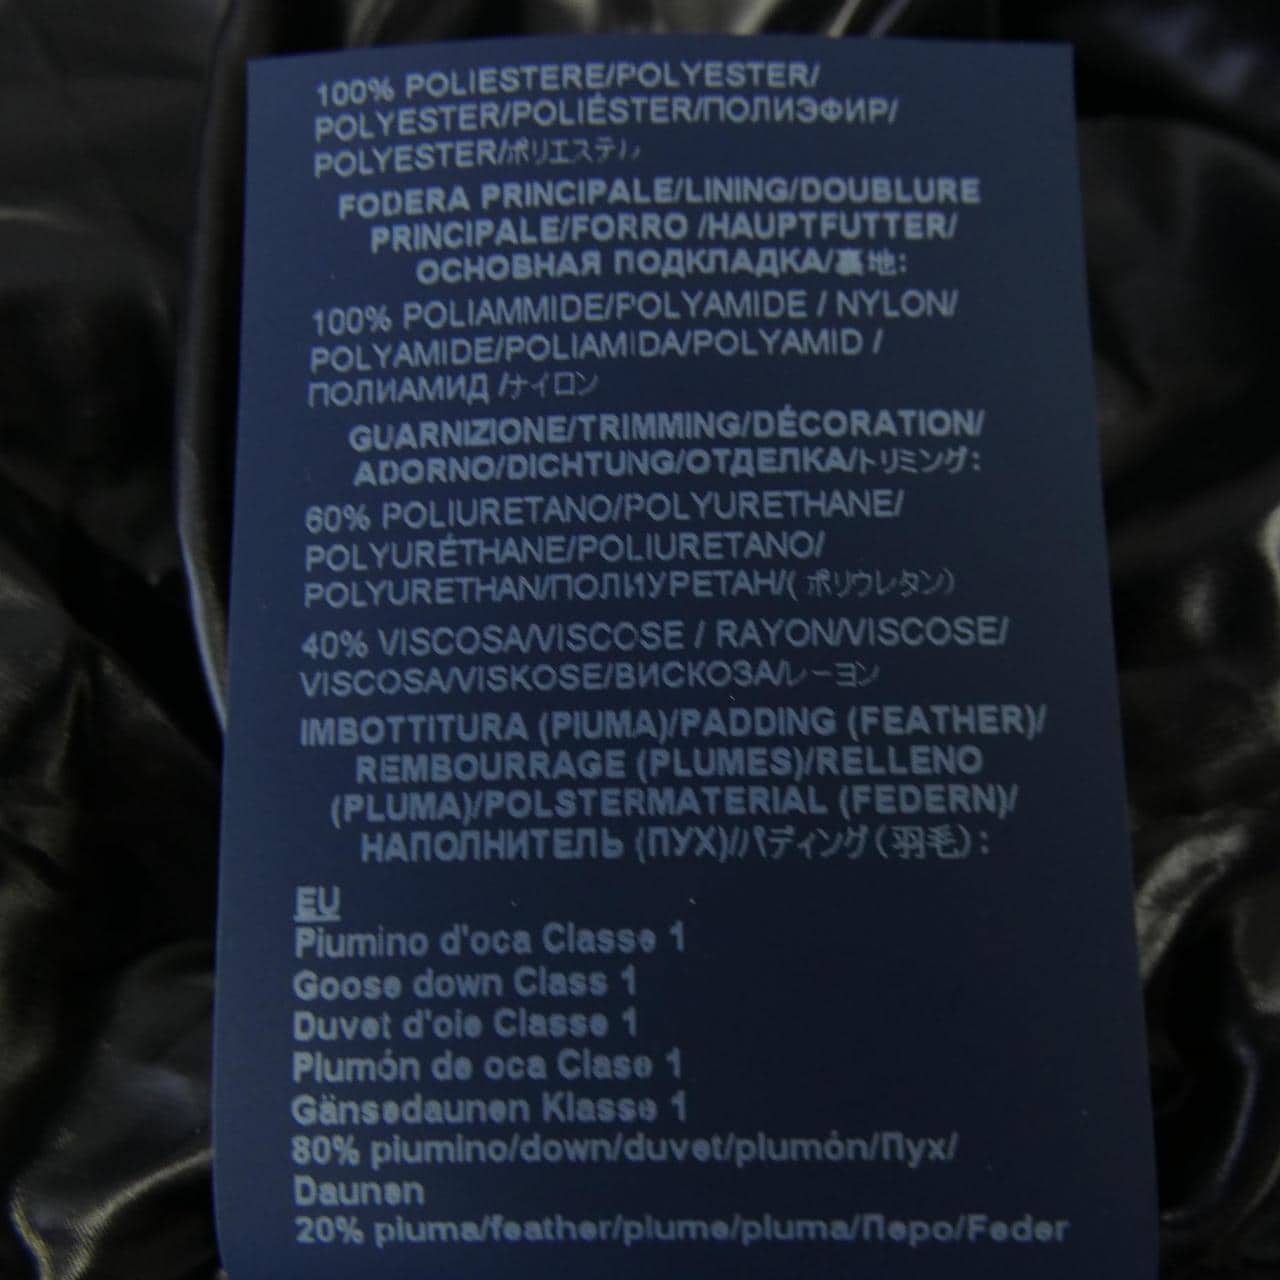 100% POLIESTERE/POLYESTER/
POLYESTER/POLIÉSTER/ПОЛИЭФИР/
POLYESTER/ポリエステル
FODERA PRINCIPALE/LINING/DOUBLURE
PRINCIPALE/FORRO /HAUPTFUTTER/
ОСНОВНАЯ ПОДКЛАДКА/裏地:
100% POLIAMMIDE/POLYAMIDE / NYLON/
POLYAMIDE/POLIAMIDA/POLYAMID /
ПОЛИАМИД /ナイロン
GUARNIZIONE/TRIMMING/DÉCORATION/
ADORNO/DICHTUNG/ОТДЕЛКА/トリミング:
60% POLIURETANO/POLYURETHANE/
POLYURÉTHANE/POLIURETANO/
POLYURETHAN/ПОЛИУРЕТАН/( ポリウレタン)
40% VISCOSA/VISCOSE / RAYON/VISCOSE/
VISCOSA/VISKOSE/ВИСКОЗА/レーヨン
IMBOTTITURA (PIUMA)/PADDING (FEATHER)/
REMBOURRAGE (PLUMES)/RELLENO
(PLUMA)/POLSTERMATERIAL (FEDERN)/
НАПОЛНИТЕЛЬ (ПУХ)//パディング(羽毛):
EU
Piumino d'oca Classe 1
Goose down Class 1
Duvet d'oie Classe 1
Plumón de oca Clase 1
Gänsedaunen Klasse 1
80% piumino/down/duvet/plumón/Пух/
Daunen
20% piuma/feather/plume/pluma/Перо/Feder